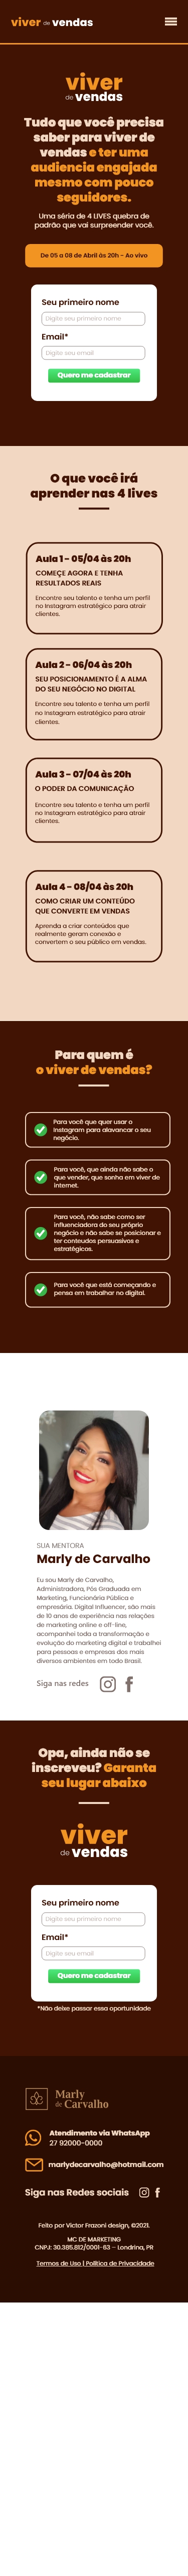 viver de vendas
viver
de vendas
Tudo que você precisa
saber para viver de
vendas e ter uma
audiencia engajada
mesmo com pouco
seguidores.
Uma séria de 4 LIVES quebra de
padrão que vai surpreender você.
De 05 a 08 de Abril às 20h - Ao vivo
Seu primeiro nome
Digite seu primeiro nome
Email*
Digite seu email
Quero me cadastrar
O que você irá
aprender nas 4 lives
Aula 1 - 05/04 às 20h
COMEÇE AGORA E TENHA
RESULTADOS REAIS
Encontre seu talento e tenha um perfil
no Instagram estratégico para atrair
clientes.
Aula 2 - 06/04 às 20h
SEU POSICIONAMENTO É A ALMA
DO SEU NEGÓCIO NO DIGITAL
Encontre seu talento e tenha um perfil
no Instagram estratégico para atrair
clientes.
Aula 3 - 07/04 às 20h
O PODER DA COMUNICAÇÃO
Encontre seu talento e tenha um perfil
no Instagram estratégico para atrair
clientes.
Aula 4 - 08/04 às 20h
COMO CRIAR UM CONTEÚDO
QUE CONVERTE EM VENDAS
Aprenda a criar conteúdos que
realmente geram conexão e
convertem o seu público em vendas.
Para quem é
o viver de vendas?
Para você que quer usar o
Instagram para alavancar o seu
negócio.
Para você, que ainda não sabe o
que vender, que sonha em viver de
internet.
Para você, não sabe como ser
influenciadora do seu próprio
negócio e não sabe se posicionar e
ter conteudos persuasivos e
estratégicos.
Para você que está começando e
pensa em trabalhar no digital.
SUA MENTORA
Marly de Carvalho
Eu sou Marly de Carvalho,
Administradora, Pós Graduada em
Marketing, Funcionária Pública e
empresária. Digital Influencer, são mais
de 10 anos de experiência nas relações
de marketing online e off- line,
acompanhei toda a transformação e
evolução do marketing digital e trabalhei
para pessoas e empresas dos mais
diversos ambientes em todo Brasil.
Siga nas redes
Opa, ainda não se
inscreveu? Garanta
seu lugar abaixo
viver
de vendas
Seu primeiro nome
Digite seu primeiro nome
Email*
Digite seu email
Quero me cadastrar
*Não deixe passar essa oportunidade
Marly
de Carvalho
Atendimento via WhatsApp
27 92000-0000
marlydecarvalho@hotmail.com
Siga nas Redes sociais
Feito por Victor Frazoni design, ©2021.
MC DE MARKETING
CNPJ: 30.385.812/0001-63 – Londrina, PR
Termos de Uso | Política de Privacidade